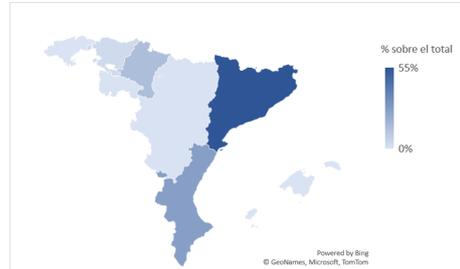 % sobre el total
55%
0%
Powered by Bing
© GeoNames, Microsoft, TomTom